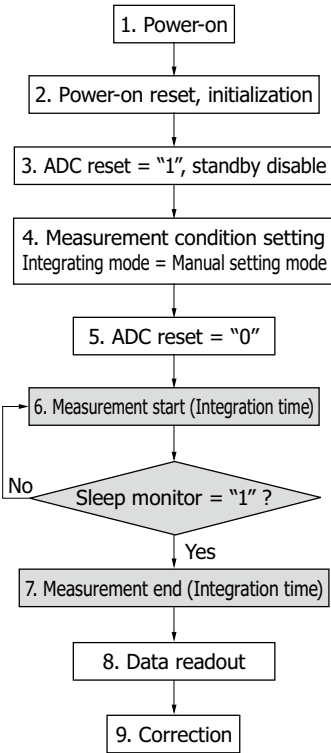 1. Power-on
2. Power-on reset, initialization
3. ADC reset = “1”, standby disable
4. Measurement condition setting
Integrating mode = Manual setting mode
5. ADC reset = “0”
6. Measurement start (Integration time)
No
Sleep monitor = “1” ?
Yes
7. Measurement end (Integration time)
8. Data readout
9. Correction